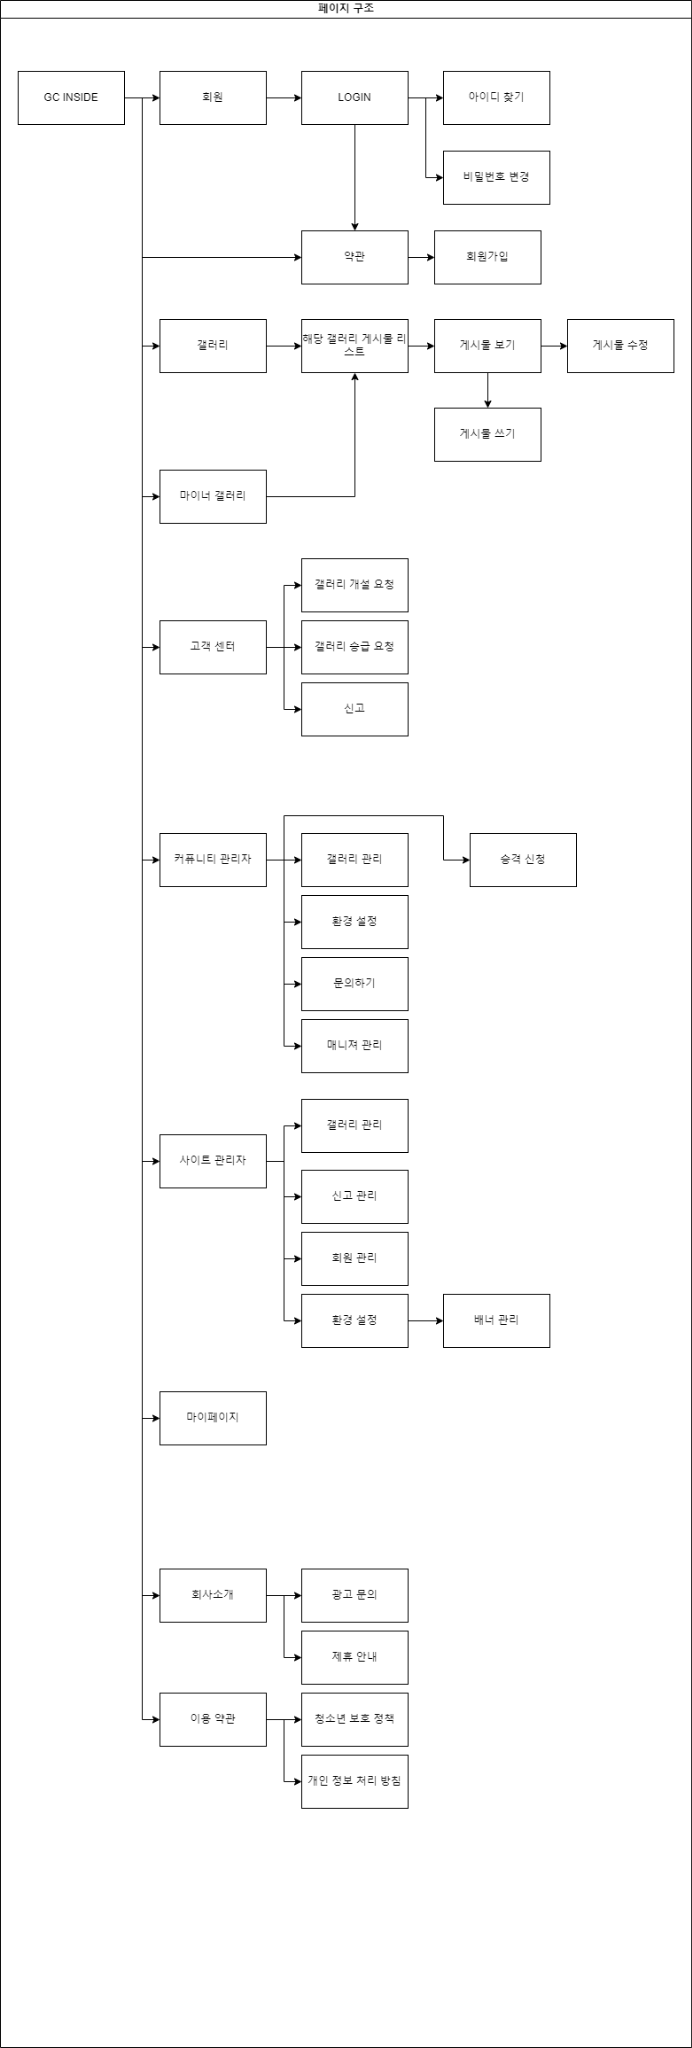 페이지 구조
GC INSIDE
회원
LOGIN
아이디 찾기
비밀번호 변경
약관
회원가입
갤러리
해당 갤러리 게시물 리
스트
게시물 보기
게시물 수정
게시물 쓰기
마이너 갤러리
갤러리 개설 요청
고객 센터
갤러리 승급 요청
신고
커퓨니티 관리자
갤러리 관리
승격 신청
환경 설정
문의하기
매니져 관리
갤러리 관리
사이트 관리자
신고 관리
회원 관리
환경 설정
배너 관리
마이페이지
회사소개
광고 문의
제휴 안내
이용 약관
청소년 보호 정책
개인 정보 처리 방침